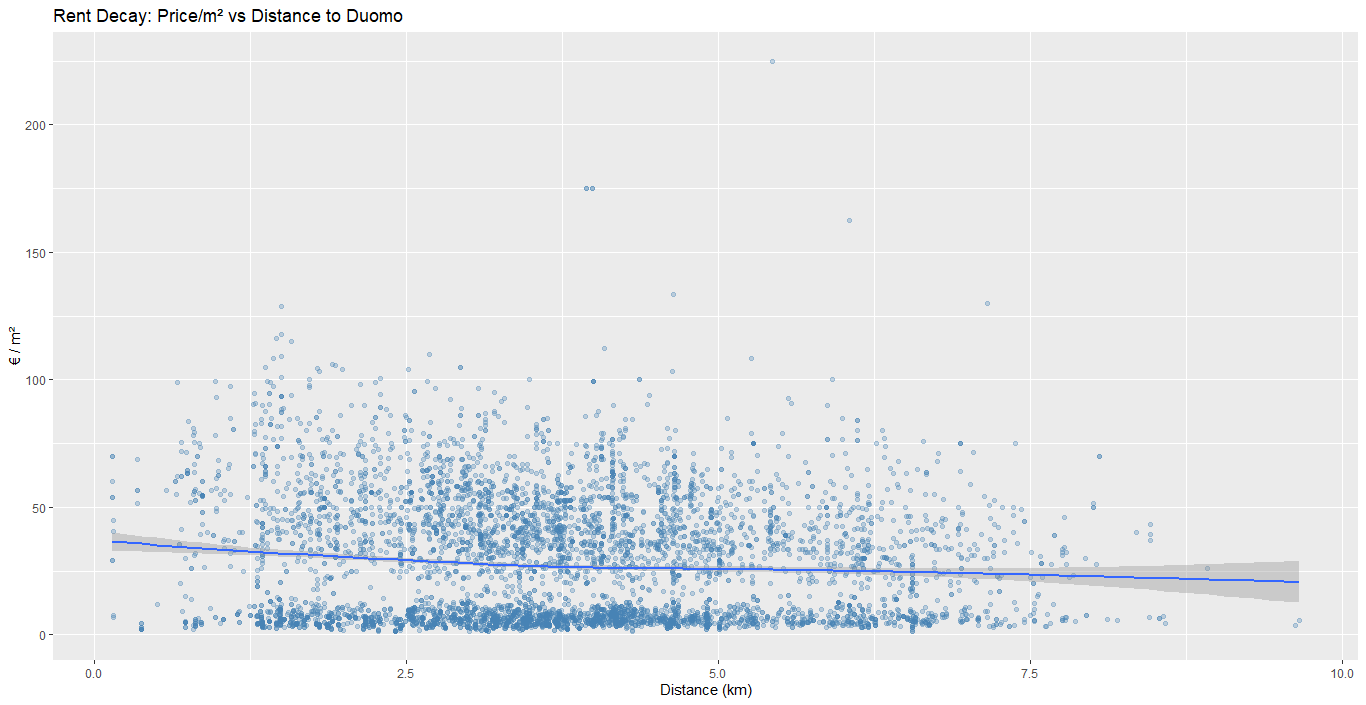 Rent Decay: Price/m² vs Distance to Duomo
€ / m²
200
150
100
50
0
0.0 2.5 5.0 7.5 10.0
Distance (km)